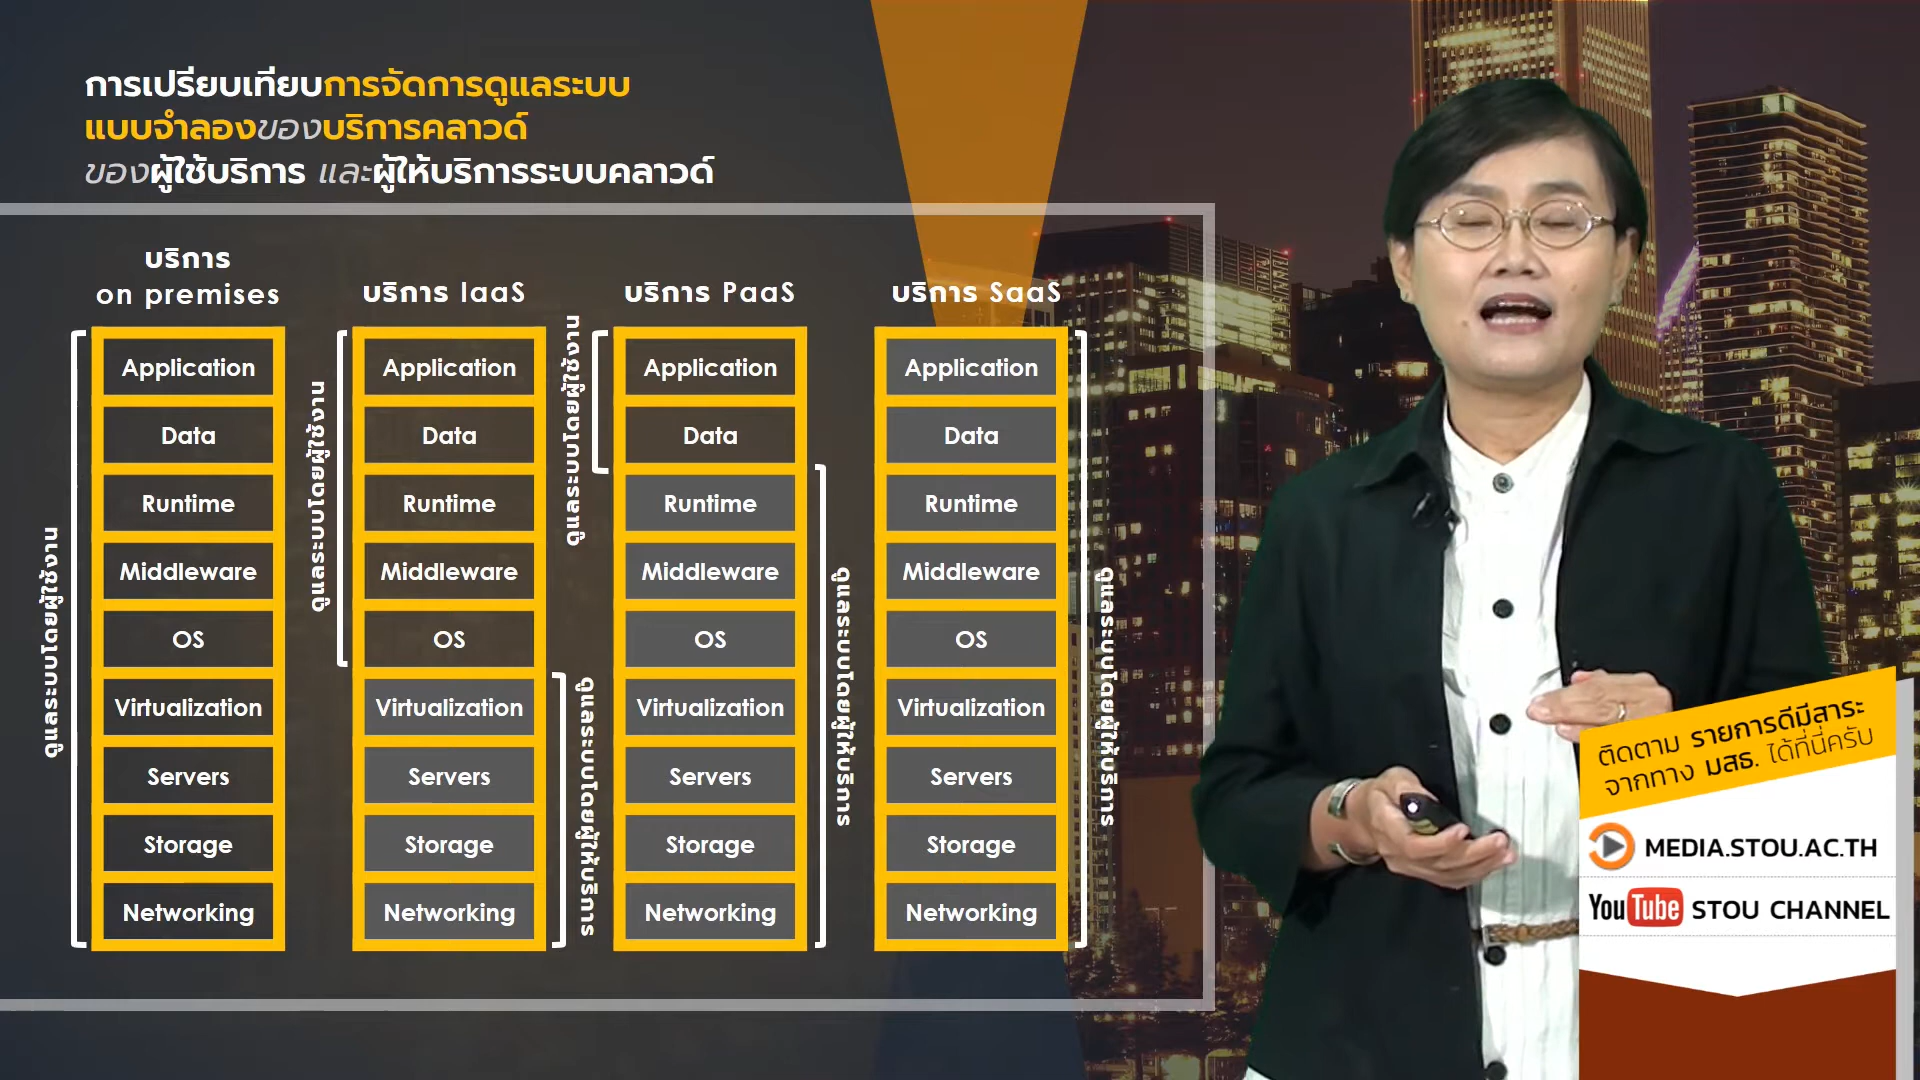 การเปรียบเทียบการจัดการดูแลระบบ
แบบจำลองของบริการคลาวด์
ของผู้ใช้บริการ และผู้ให้บริการระบบคลาวด์
บริการ
on premises
ดูแลระบบโดยผู้ใช้งาน
Application
Data
Runtime
Middleware
OS
Virtualization
Servers
Storage
Networking
บริการ IaaS
ดูแลระบบโดยผู้ใช้งาน
Application
Data
Runtime
Middleware
OS
Virtualization
Servers
Storage
Networking
ดูแลระบบโดยผู้ให้บริการ
บริการ PaaS
ดูแลระบบโดยผู้ใช้งาน
Application
Data
Runtime
Middleware
OS
Virtualization
Servers
Storage
Networking
ดูแลระบบโดยผู้ให้บริการ
บริการ SaaS
Application
Data
Runtime
Middleware
OS
Virtualization
Servers
Storage
Networking
ดูแลระบบโดยผู้ให้บริการ
ติดตาม รายการดีมีสาระ
จากทาง มสธ. ได้ที่นี่ครับ
MEDIA.STOU.AC.TH
YouTube STOU CHANNEL